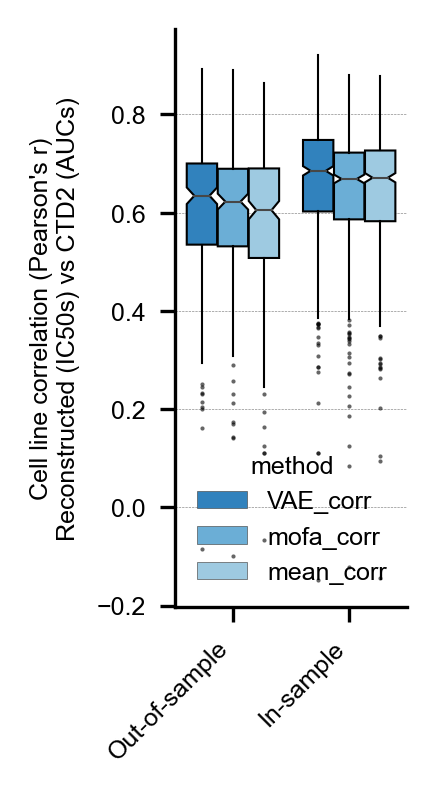 Cell line correlation (Pearson's r)
Reconstructed (IC50s) vs CTD2 (AUCs)
0.8
0.6
0.4
0.2
0.0
−0.2
method
VAE_corr
mofa_corr
mean_corr
Out-of-sample
In-sample